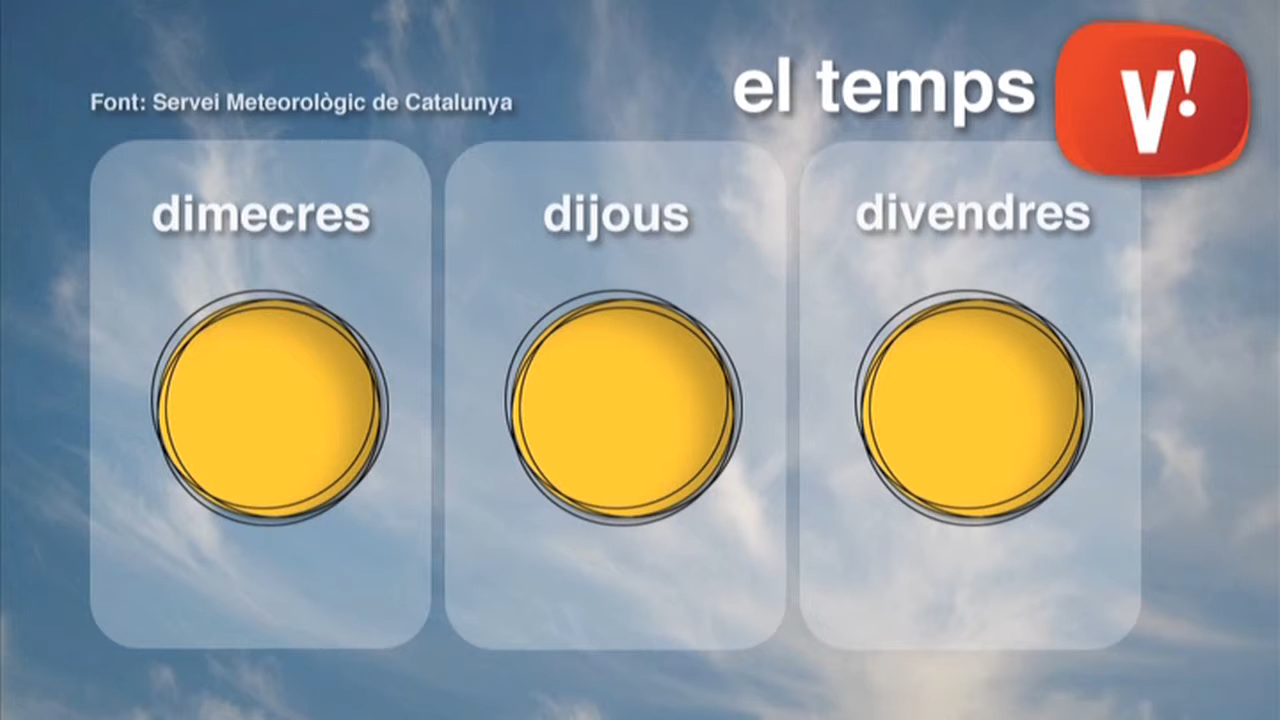 el temps
V!
Font: Servei Meteorològic de Catalunya
dimecres
dijous
divendres